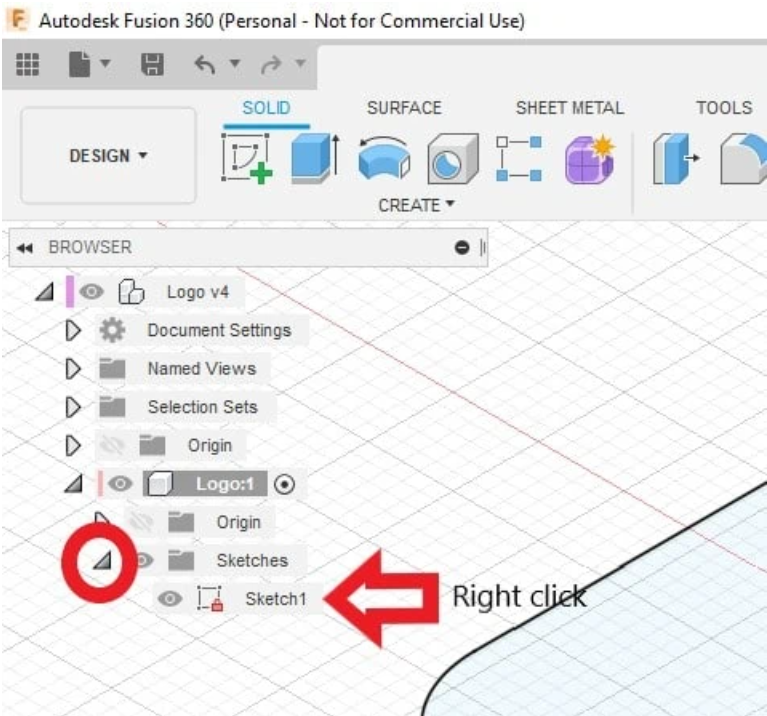 Autodesk Fusion 360 (Personal - Not for Commercial Use)
SOLID SURFACE SHEET METAL TOOLS
DESIGN
CREATE
BROWSER
Logo v4
Document Settings
Named Views
Selection Sets
Origin
Logo:1
Origin
Sketches
Sketch1
Right click